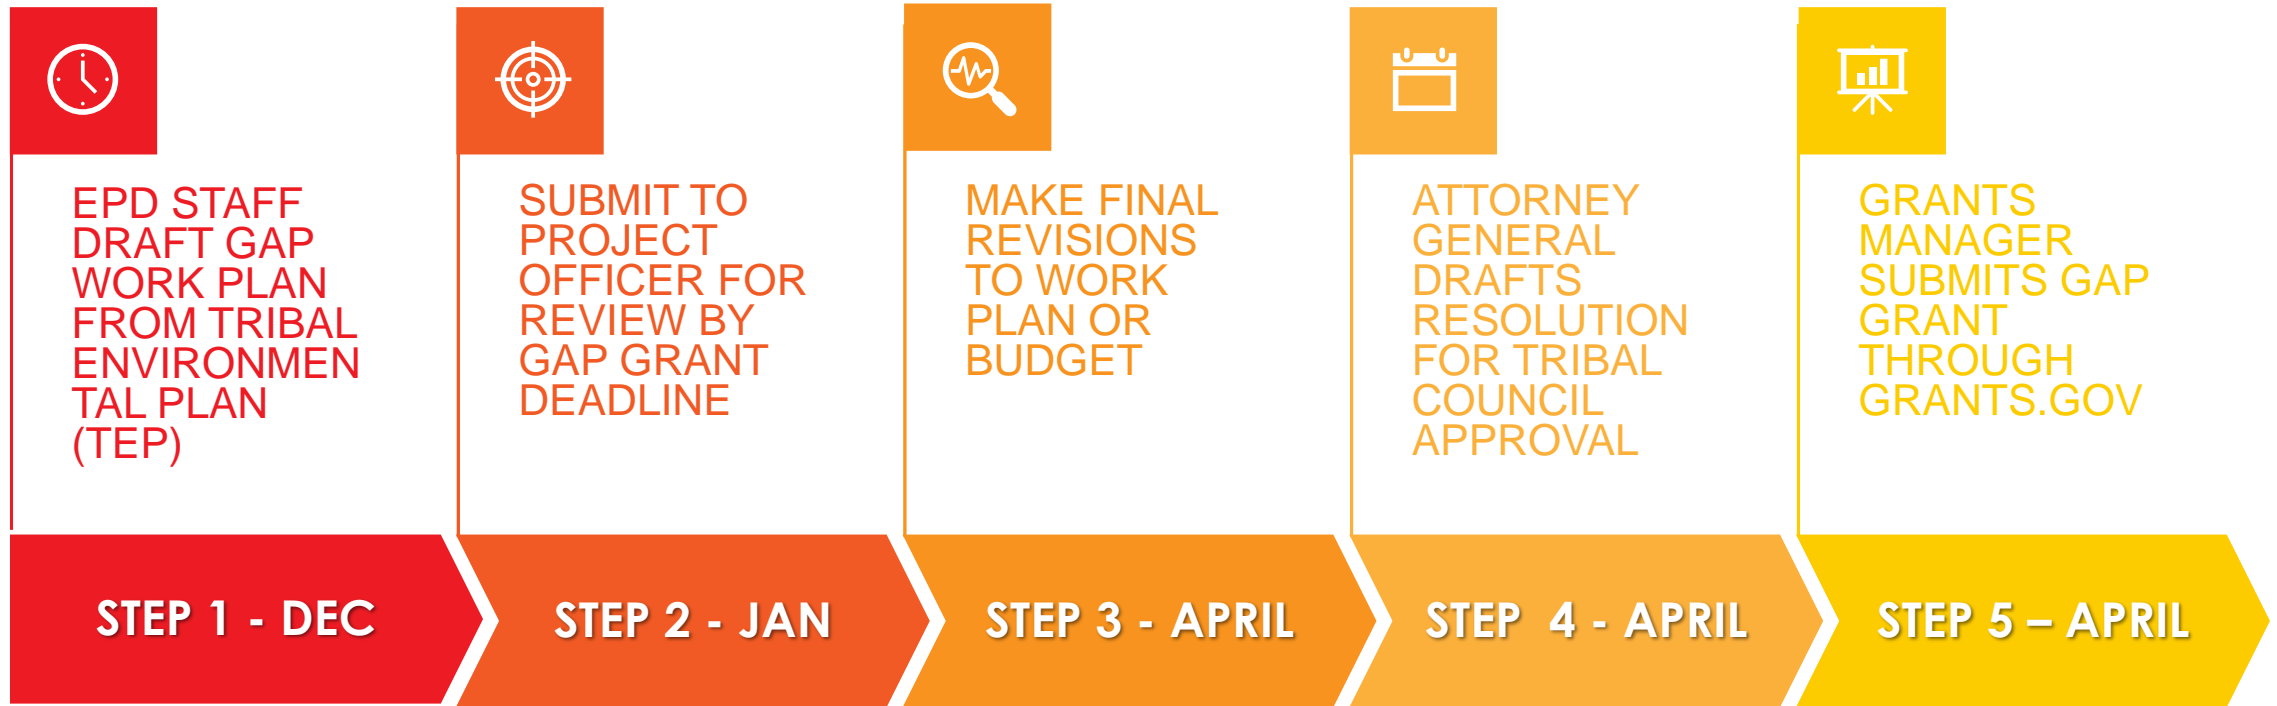 EPD STAFF
DRAFT GAP
WORK PLAN
FROM TRIBAL
ENVIRONMEN
TAL PLAN
(TEP)
STEP 1 - DEC
SUBMIT TO
PROJECT
OFFICER FOR
REVIEW BY
GAP GRANT
DEADLINE
STEP 2 - JAN
MAKE FINAL
REVISIONS
TO WORK
PLAN OR
BUDGET
STEP 3 - APRIL
ATTORNEY
GENERAL
DRAFTS
RESOLUTION
FOR TRIBAL
COUNCIL
APPROVAL
STEP  4 - APRIL
GRANTS
MANAGER
SUBMITS GAP
GRANT
THROUGH
GRANTS.GOV
STEP 5 – APRIL